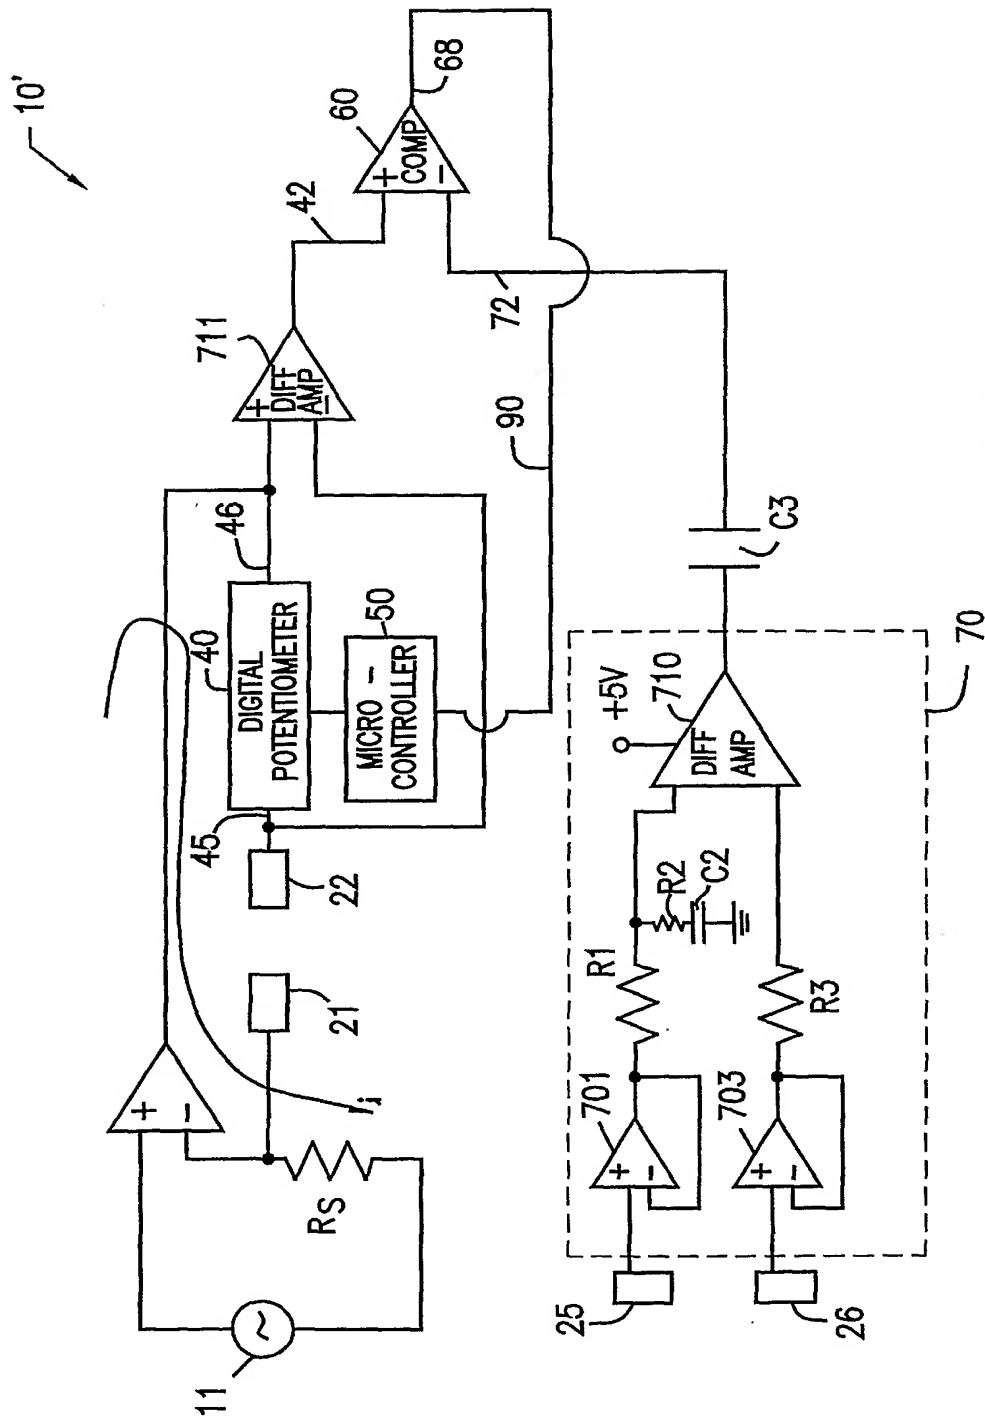 10'
11
+
−
RS
i
21
22
45
DIGITAL
POTENTIOMETER
40
46
MICRO −
CONTROLLER
50
+
DIFF
AMP
−
711
42
+
COMP
−
60
68
72
90
25
26
+
−
701
+
−
703
R1
R2
C2
R3
+5V
710
DIFF
AMP
C3
70